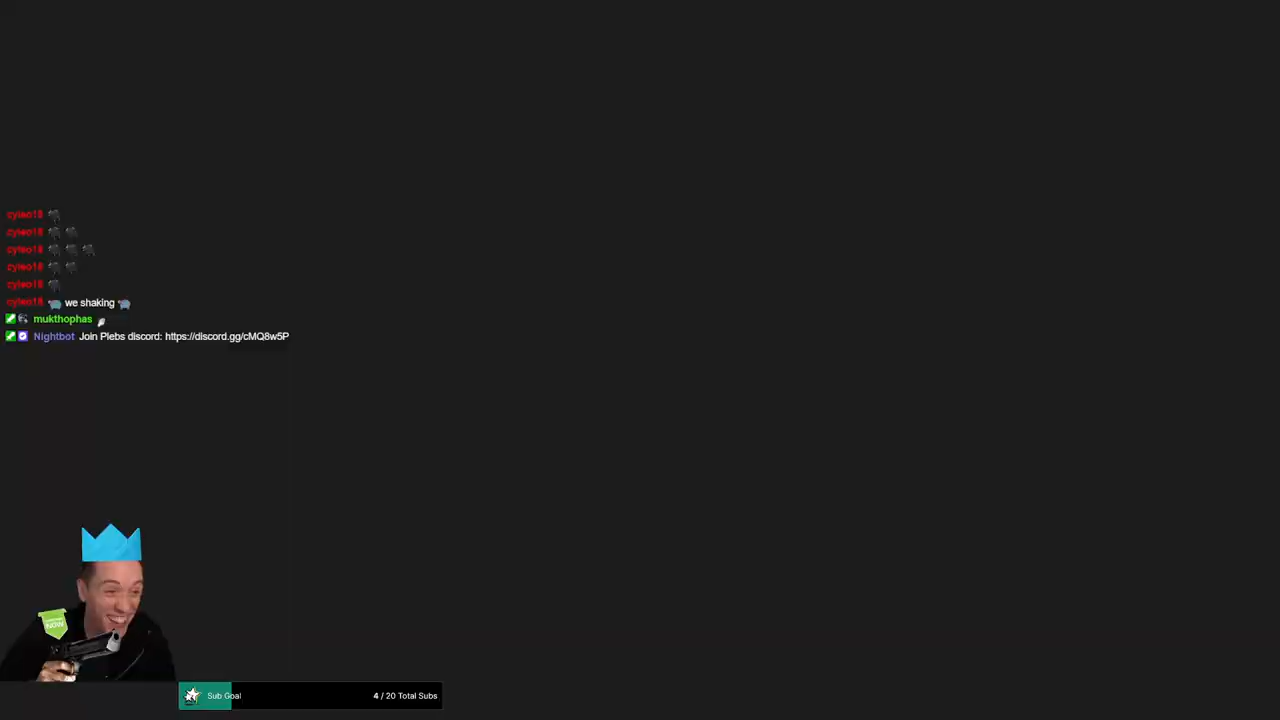 cyleo18
cyleo18
cyleo18
cyleo18
cyleo18
cyleo18 we shaking
mukthophas
Nightbot Join Plebs discord: https://discord.gg/cMQ8w5P
NOW
Sub Goal 4 / 20 Total Subs